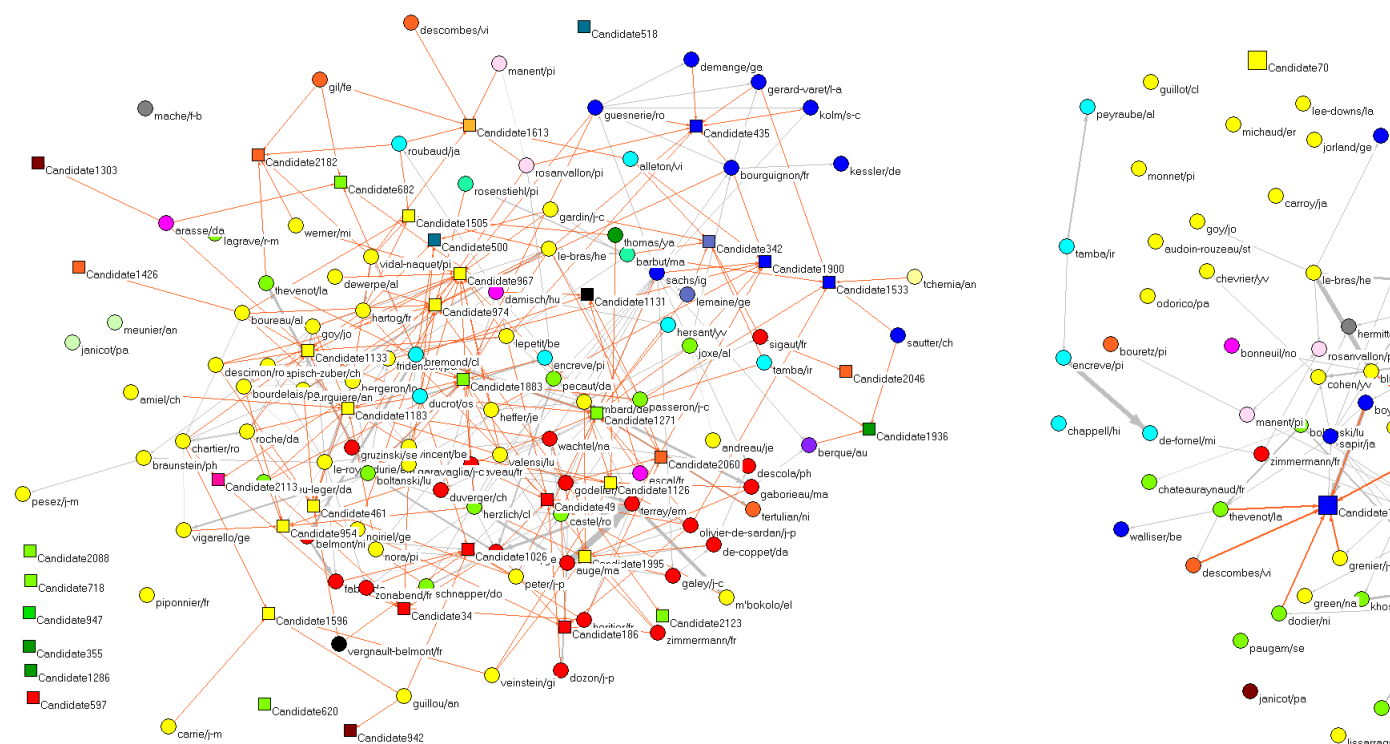 descombes/vi
Candidate518
manent/pi
demange/ga
gerard-varet/l-a
gil/fe
mache/f-b
guesnerie/ro
kolm/s-c
Candidate1613
Candidate435
roubaud/ja
Candidate2182
Candidate1303
rosanvallon/pi
alleton/vi
bourguignon/fr
kessler/de
Candidate682
rosenstiehl/pi
arasse/da
lagrave/r-m
werner/mi
Candidate1505
gardin/j-c
thomas/ya
Candidate342
Candidate500
barbut/ma
le-bras/he
vidal-naquet/pi
Candidate1426
Candidate1900
Candidate967
sachs/ig
dewerpe/al
thevenot/la
Candidate1533
tchernia/an
damisch/hu
Candidate1131
lemaine/ge
Candidate974
hartog/fr
boureau/al
meunier/an
goy/jo
hersant/yv
lepetit/be
sigaut/fr
sautter/ch
janicot/pa
Candidate1133
joxe/al
bremond/cl
encreve/pi
tamba/ir
descimon/ro
Candidate2046
Candidate1883
pecaut/da
bergeron/lo
bourdelais/pa
amiel/ch
ducrot/os
passeron/j-c
Candidate1183
heffer/je
Candidate1271
Candidate1936
roche/da
chartier/ro
wachtel/na
andreau/je
berque/au
gruzinski/se
valensi/lu
braunstein/ph
Candidate2060
descola/ph
boltanski/lu
Candidate2113
godelier
Candidate1126
gaborieau/ma
duverger/ch
pesez/j-m
Candidate49
terray/em
Candidate461
herzlich/cl
castel/ro
tertulian/ni
Candidate954
noiriel/ge
olivier-de-sardan/j-p
vigarello/ge
belmont/ni
nora/pi
Candidate1026
de-coppet/da
Candidate2088
auge/ma
Candidate1995
peter/j-p
galey/j-c
Candidate718
schnapper/do
zonabend/fr
m'bokolo/el
piponnier/fr
Candidate947
Candidate1596
Candidate34
Candidate2123
heritier/fr
Candidate186
zimmermann/fr
vergnault-belmont/fr
Candidate355
Candidate1286
dozon/j-p
veinstein/gi
Candidate597
guillou/an
Candidate620
carrie/j-m
Candidate942
Candidate70
guillot/cl
peyraube/al
lee-downs/la
michaud/er
jorland/ge
monnet/pi
carroy/jo
goy/jo
audoin-rouzeau/st
tamba/ir
chevrier/yv
le-bras/he
odorico/pa
hermit
bouretz/pi
bonneuil/no
rosanvallon/p
encreve/pi
cohen/yv
manent/pi
chappell/hi
de-fornel/mi
sapir/ja
zimmermann/fr
chateauraynaud/fr
thevenot/la
Candidate
walliser/be
descombes/vi
grenier/j-
green/na
dodier/ni
paugam/se
janicot/pa